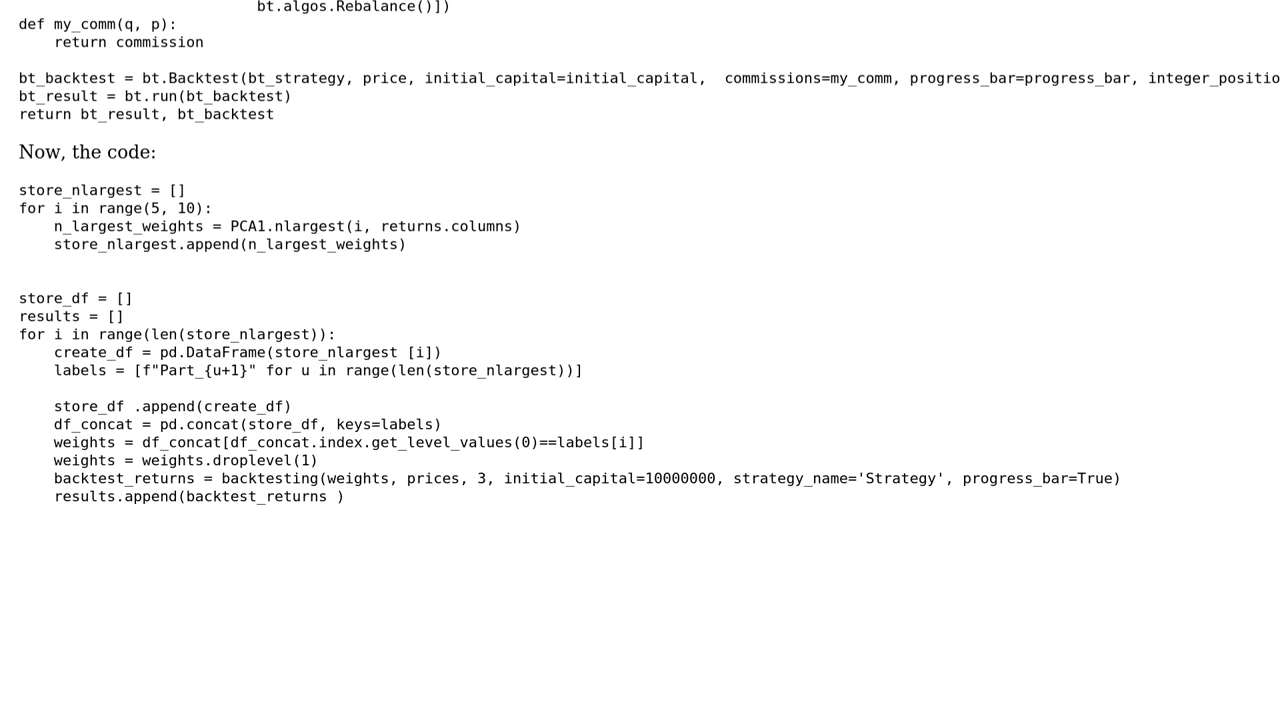 bt.algos.Rebalance()])
def my_comm(q, p):
    return commission
bt_backtest = bt.Backtest(bt_strategy, price, initial_capital=initial_capital,  commissions=my_comm, progress_bar=progress_bar, integer_positio
bt_result = bt.run(bt_backtest)
return bt_result, bt_backtest
Now, the code:
store_nlargest = []
for i in range(5, 10):
    n_largest_weights = PCA1.nlargest(i, returns.columns)
    store_nlargest.append(n_largest_weights)
store_df = []
results = []
for i in range(len(store_nlargest)):
    create_df = pd.DataFrame(store_nlargest [i])
    labels = [f"Part_{u+1}" for u in range(len(store_nlargest))]
    store_df .append(create_df)
    df_concat = pd.concat(store_df, keys=labels)
    weights = df_concat[df_concat.index.get_level_values(0)==labels[i]]
    weights = weights.droplevel(1)
    backtest_returns = backtesting(weights, prices, 3, initial_capital=10000000, strategy_name='Strategy', progress_bar=True)
    results.append(backtest_returns )